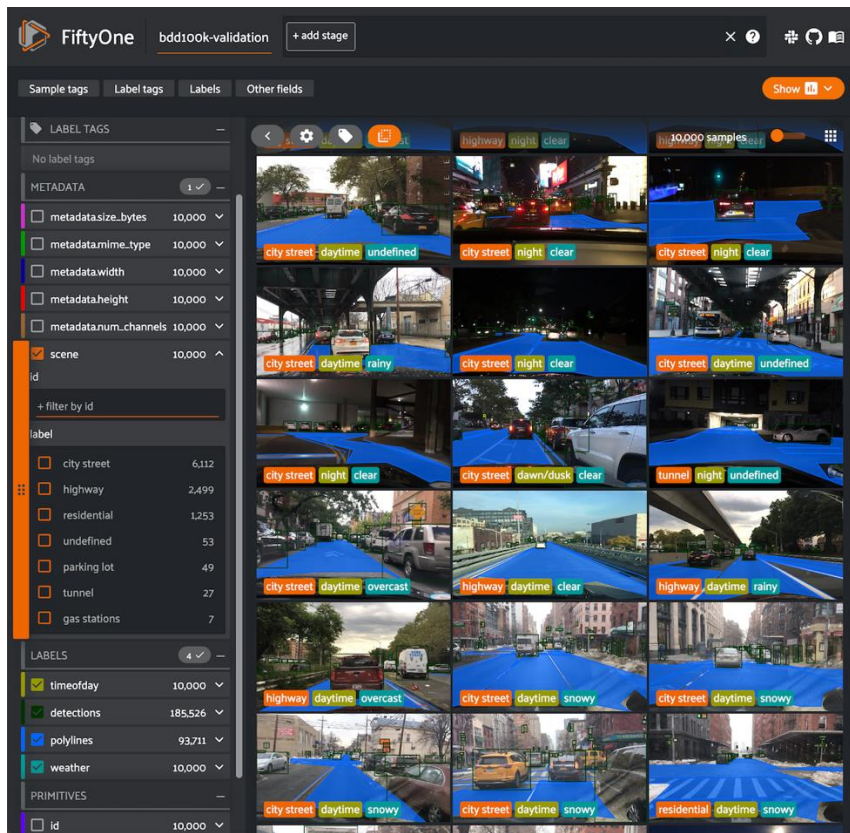 FiftyOne
bdd100k-validation
+ add stage
Sample tags
Label tags
Labels
Other fields
Show
LABEL TAGS
No label tags
METADATA
1
metadata.size_bytes 10,000
metadata.mime_type 10,000
metadata.width 10,000
metadata.height 10,000
metadata.num_channels 10,000
scene 10,000
id
+ filter by id
label
city street 6,112
highway 2,499
residential 1,253
undefined 53
parking lot 49
tunnel 27
gas stations 7
LABELS
4
timeofday 10,000
detections 185,526
polylines 93,711
weather 10,000
PRIMITIVES
id 10,000
10,000 samples
highway night clear
city street daytime undefined
city street night clear
city street night clear
city street daytime rainy
city street night clear
city street daytime undefined
city street night clear
city street dawn/dusk clear
tunnel night undefined
city street daytime overcast
highway daytime clear
highway daytime rainy
highway daytime overcast
city street daytime snowy
city street daytime snowy
city street daytime snowy
city street daytime snowy
residential daytime snowy